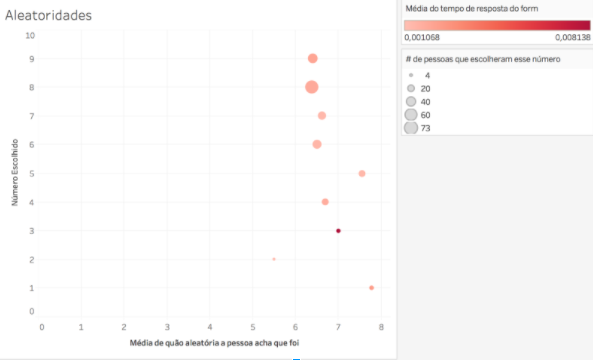 Aleatoridades
Média do tempo de resposta do form
0,001068 0,008138
# de pessoas que escolheram esse número
4
20
40
60
73
Número Escolhido
10
9
8
7
6
5
4
3
2
1
0
0 1 2 3 4 5 6 7 8
Média de quão aleatória a pessoa acha que foi